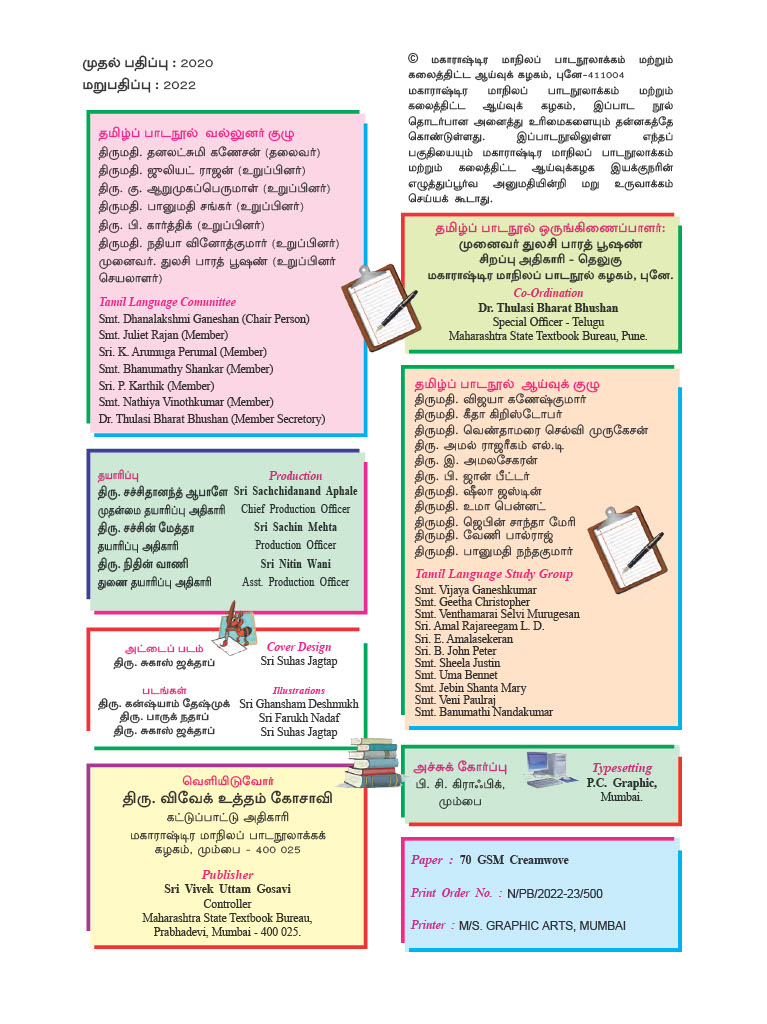 முதல் பதிப்பு : 2020
மறுபதிப்பு : 2022
தமிழ்ப் பாடநூல் வல்லுனர் குழு
திருமதி. தனலட்சுமி கணேசன் (தலைவர்)
திருமதி. ஜுலியட் ராஜன் (உறுப்பினர்)
திரு. கு. ஆறுமுகப்பெருமாள் (உறுப்பினர்)
திருமதி. பானுமதி சங்கர் (உறுப்பினர்)
திரு. பி. கார்த்திக் (உறுப்பினர்)
திருமதி. நதியா வினோத்குமார் (உறுப்பினர்)
முனைவர். துலசி பாரத் பூஷண் (உறுப்பினர்
செயலாளர்)
Tamil Language Comunittee
Smt. Dhanalakshmi Ganeshan (Chair Person)
Smt. Juliet Rajan (Member)
Sri. K. Arumuga Perumal (Member)
Smt. Bhanumathy Shankar (Member)
Sri. P. Karthik (Member)
Smt. Nathiya Vinothkumar (Member)
Dr. Thulasi Bharat Bhushan (Member Secretory)
தயாரிப்பு Production
திரு. சச்சிதானந்த் ஆபாளே Sri Sachchidanand Aphale
முதன்மை தயாரிப்பு அதிகாரி Chief Production Officer
திரு. சச்சின் மேத்தா Sri Sachin Mehta
தயாரிப்பு அதிகாரி Production Officer
திரு. நிதின் வாணி Sri Nitin Wani
துணை தயாரிப்பு அதிகாரி Asst. Production Officer
அட்டைப் படம் Cover Design
திரு. சுகாஸ் ஜக்தாப் Sri Suhas Jagtap
படங்கள் Illustrations
திரு. கன்ஷ்யாம் தேஷ்முக் Sri Ghansham Deshmukh
திரு. பாருக் நதாப் Sri Farukh Nadaf
திரு. சுகாஸ் ஜக்தாப் Sri Suhas Jagtap
வெளியிடுவோர்
திரு. விவேக் உத்தம் கோசாவி
கட்டுப்பாட்டு அதிகாரி
மகாராஷ்டிர மாநிலப் பாடநூலாக்கக்
கழகம், மும்பை - 400 025
Publisher
Sri Vivek Uttam Gosavi
Controller
Maharashtra State Textbook Bureau,
Prabhadevi, Mumbai - 400 025.
© மகாராஷ்டிர மாநிலப் பாடநூலாக்கம் மற்றும்
கலைத்திட்ட ஆய்வுக் கழகம், புனே-411004
மகாராஷ்டிர மாநிலப் பாடநூலாக்கம் மற்றும்
கலைத்திட்ட ஆய்வுக் கழகம், இப்பாட நூல்
தொடர்பான அனைத்து உரிமைகளையும் தன்னகத்தே
கொண்டுள்ளது. இப்பாடநூலிலுள்ள எந்தப்
பகுதியையும் மகாராஷ்டிர மாநிலப் பாடநூலாக்கம்
மற்றும் கலைத்திட்ட ஆய்வுக்கழக இயக்குநரின்
எழுத்துப்பூர்வ அனுமதியின்றி மறு உருவாக்கம்
செய்யக் கூடாது.
தமிழ்ப் பாடநூல் ஒருங்கிணைப்பாளர்:
முனைவர் துலசி பாரத் பூஷண்
சிறப்பு அதிகாரி - தெலுகு
மகாராஷ்டிர மாநிலப் பாடநூல் கழகம், புனே.
Co-Ordination
Dr. Thulasi Bharat Bhushan
Special Officer - Telugu
Maharashtra State Textbook Bureau, Pune.
தமிழ்ப் பாடநூல் ஆய்வுக் குழு
திருமதி. விஜயா கணேஷ்குமார்
திருமதி. கீதா கிறிஸ்டோபர்
திருமதி. வெண்தாமரை செல்வி முருகேசன்
திரு. அமல் ராஜரீகம் எல்.டி
திரு. இ. அமலசேகரன்
திரு. பி. ஜான் பீட்டர்
திருமதி. ஷீலா ஜஸ்டின்
திருமதி. உமா பென்னட்
திருமதி. ஜெபின் சாந்தா மேரி
திருமதி. வேணி பால்ராஜ்
திருமதி. பானுமதி நந்தகுமார்
Tamil Language Study Group
Smt. Vijaya Ganeshkumar
Smt. Geetha Christopher
Smt. Venthamarai Selvi Murugesan
Sri. Amal Rajareegam L. D.
Sri. E. Amalasekeran
Sri. B. John Peter
Smt. Sheela Justin
Smt. Uma Bennet
Smt. Jebin Shanta Mary
Smt. Veni Paulraj
Smt. Banumathi Nandakumar
அச்சுக் கோர்ப்பு Typesetting
பி. சி. கிராஃபிக், P.C. Graphic,
மும்பை Mumbai.
Paper : 70 GSM Creamwove
Print Order No. : N/PB/2022-23/500
Printer : M/S. GRAPHIC ARTS, MUMBAI